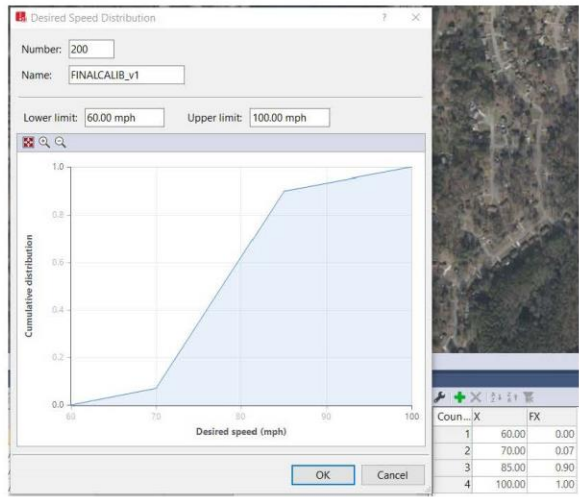 Desired Speed Distribution ? ×
Number: 200
Name: FINALCALIB_v1
Lower limit: 60.00 mph Upper limit: 100.00 mph
1.0
0.8
0.6
0.4
0.2
0.0
Cumulative distribution
60 70 80 90 100
Desired speed (mph)
OK Cancel
Coun... X FX
1 60.00 0.00
2 70.00 0.07
3 85.00 0.90
4 100.00 1.00